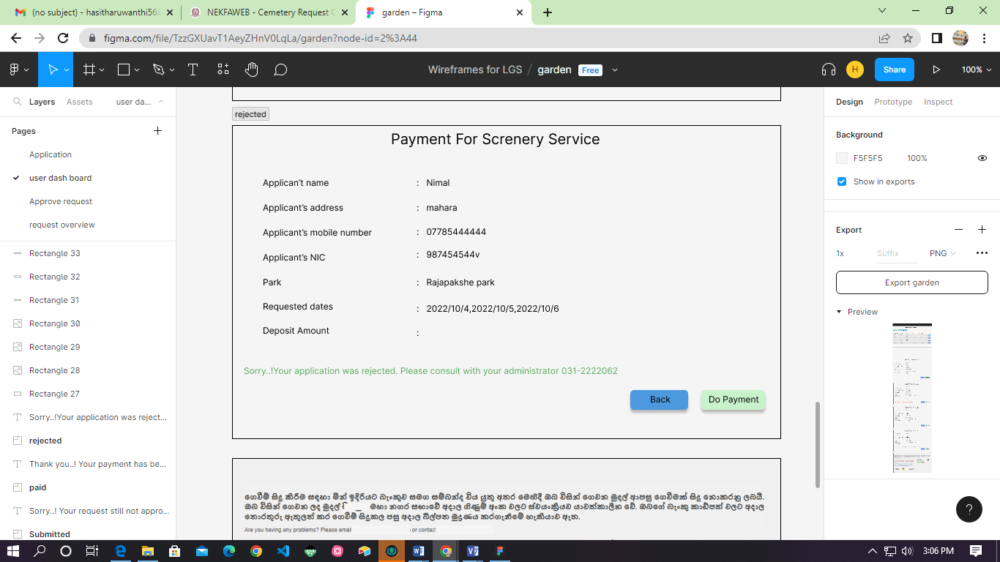 (no subject) - hasitharuwanthi568
NEKFAWEB - Cemetery Request C
garden – Figma
figma.com/file/TzzGXUavT1AeyZHnV0LqLa/garden?node-id=2%3A44
Wireframes for LGS / garden Free
H
Share
100%
Layers Assets user da...
Design Prototype Inspect
Pages
Application
user dash board
Approve request
request overview
Rectangle 33
Rectangle 32
Rectangle 31
Rectangle 30
Rectangle 29
Rectangle 28
Rectangle 27
Sorry..!Your application was reject...
rejected
Thank you..! Your payment has be...
paid
Sorry..! Your request still not appro...
Submitted
rejected
Payment For Screnery Service
Applican’t name : Nimal
Applicant’s address : mahara
Applicant’s mobile number : 07785444444
Applicant’s NIC : 987454544v
Park : Rajapakshe park
Requested dates : 2022/10/4,2022/10/5,2022/10/6
Deposit Amount :
Sorry..!Your application was rejected. Please consult with your administrator 031-2222062
Back Do Payment
ගෙවීම් සිදු කිරීම සඳහා මින් ඉදිරියට බැංකුව සමග සම්බන්ද විය යුතු අතර මෙහිදී ඔබ විසින් ගෙවන මුදල් ආපසු ගෙවීමක් සිදු නොකරනු ලබයි.
ඔබ විසින් ගෙවන ලද මුදල් මහා නගර සභාවේ අදාල ගිණුම් අංක වලට ස්වයංක්‍රීයව යාවත්කාලීන වේ. ඔබගේ බැංකු කාඩ්පත් වලට අදාල
තොරතුරු ඇතුලත් කර ගෙවීම් සිදුකල පසු අදාල බිල්පත මුද්‍රණය කරගැනීමේ හැකියාව ඇත.
Are you having any problems? Please email or contact
Background
F5F5F5 100%
Show in exports
Export
1x Suffix PNG
Export garden
Preview
?
3:06 PM